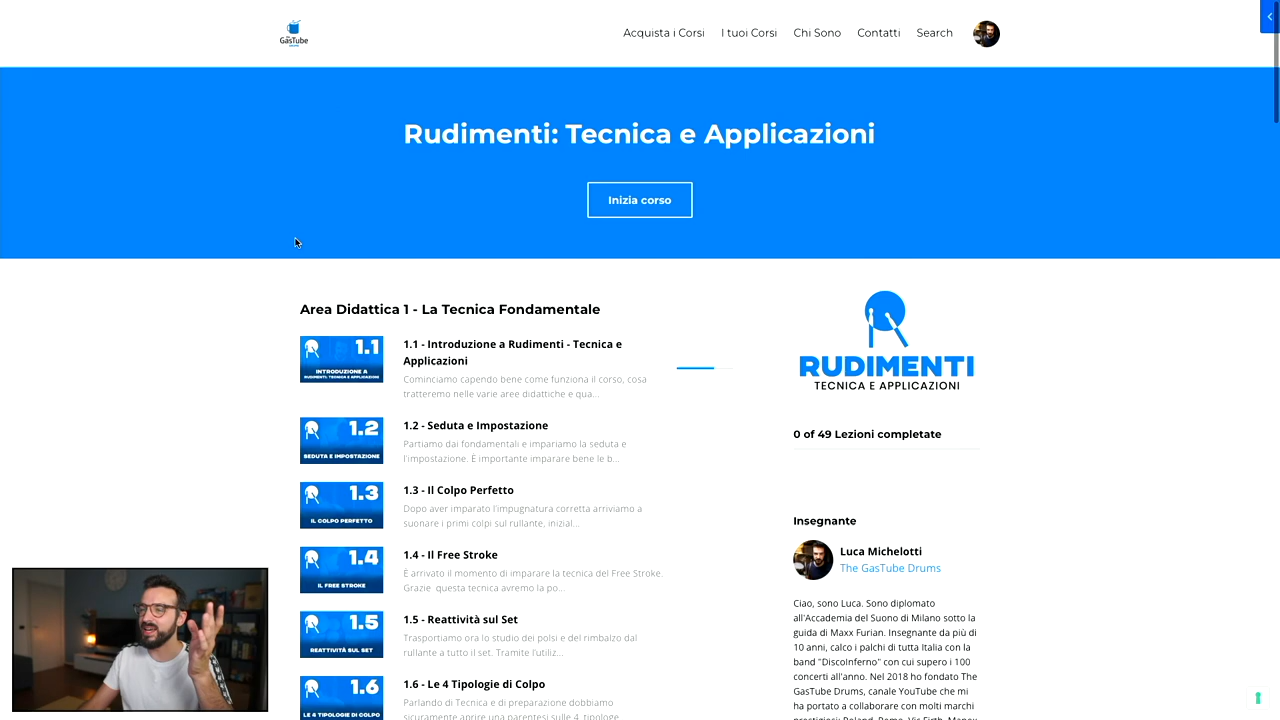 GasTube
Acquista i Corsi
I tuoi Corsi
Chi Sono
Contatti
Search
Rudimenti: Tecnica e Applicazioni
Inizia corso
Area Didattica 1 - La Tecnica Fondamentale
1.1
INTRODUZIONE A
RUDIMENTI: TECNICA E APPLICAZIONI
1.1 - Introduzione a Rudimenti - Tecnica e
Applicazioni
Cominciamo capendo bene come funziona il corso, cosa
tratteremo nelle varie aree didattiche e qua...
1.2
SEDUTA E IMPOSTAZIONE
1.2 - Seduta e Impostazione
Partiamo dai fondamentali e impariamo la seduta e
l'impostazione. È importante imparare bene le b...
1.3
IL COLPO PERFETTO
1.3 - Il Colpo Perfetto
Dopo aver imparato l'impugnatura corretta arriviamo a
suonare i primi colpi sul rullante, inizial...
1.4
IL FREE STROKE
1.4 - Il Free Stroke
È arrivato il momento di imparare la tecnica del Free Stroke.
Grazie questa tecnica avremo la po...
1.5
REATTIVITÀ SUL SET
1.5 - Reattività sul Set
Trasportiamo ora lo studio dei polsi e del rimbalzo dal
rullante a tutto il set. Tramite l'utiliz...
1.6
LE 4 TIPOLOGIE DI COLPO
1.6 - Le 4 Tipologie di Colpo
Parlando di Tecnica e di preparazione dobbiamo
sicuramente aprire una parentesi sulle 4 tipologe
RUDIMENTI
TECNICA E APPLICAZIONI
0 of 49 Lezioni completate
Insegnante
Luca Michelotti
The GasTube Drums
Ciao, sono Luca. Sono diplomato
all'Accademia del Suono di Milano sotto la
guida di Maxx Furian. Insegnante da più di
10 anni, calco i palchi di tutta Italia con la
band "DiscoInferno" con cui supero i 100
concerti all'anno. Nel 2018 ho fondato The
GasTube Drums, canale YouTube che mi
ha portato a collaborare con molti marchi